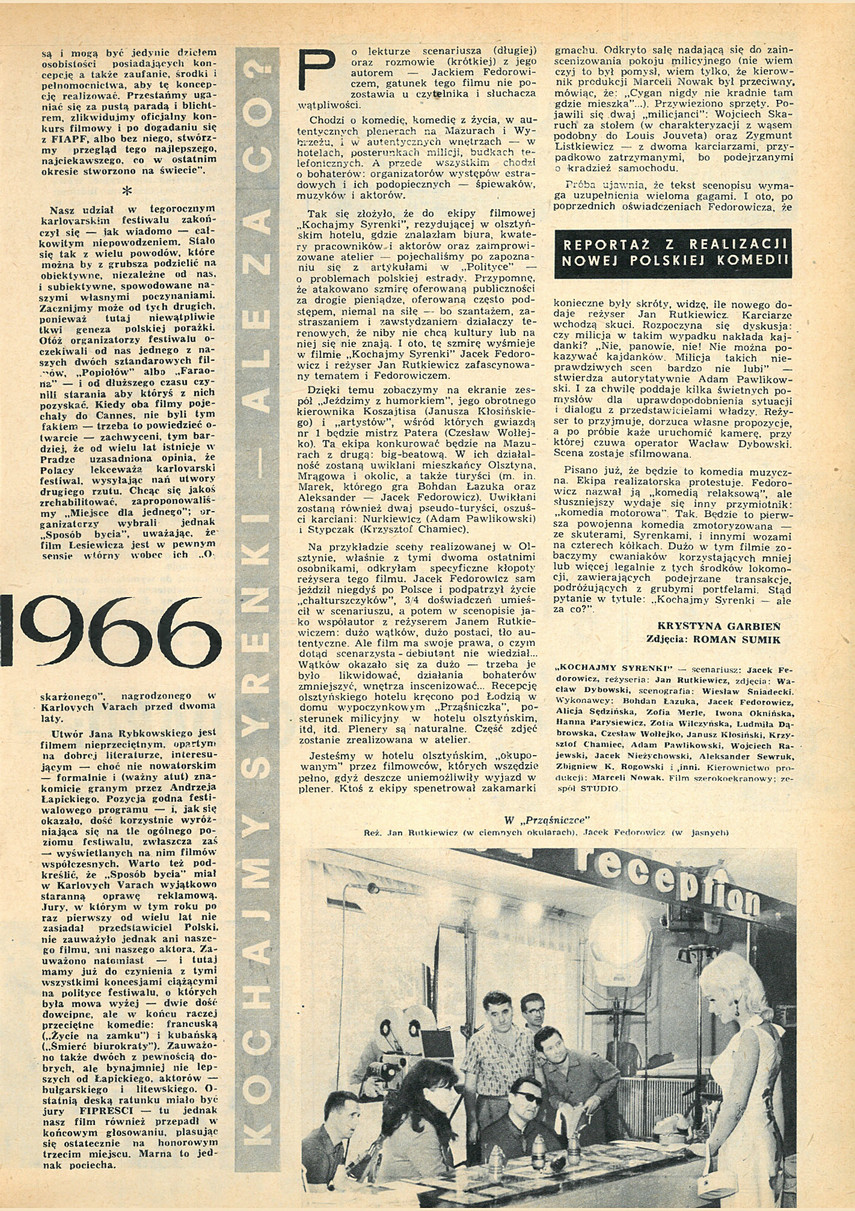 są i mogą być jedynie dziełem
osobistości posiadających kon-
cepcję a także zaufanie, środki i
pełnomocnictwa, aby tę koncep-
cję realizować. Przestańmy uga-
niać się za pustą paradą i blicht-
rem, zlikwidujmy oficjalny kon-
kurs filmowy i po dogadaniu się
z FIAPF, albo bez niego, stwórz-
my przegląd tego najlepszego,
najciekawszego, co w ostatnim
okresie stworzono na świecie".
*
Nasz udział w tegorocznym
karlovarskim festiwalu zakoń-
czył się — jak wiadomo — cał-
kowitym niepowodzeniem. Stało
się tak z wielu powodów, które
można by z grubsza podzielić na
obiektywne, niezależne od nas,
i subiektywne, spowodowane na-
szymi własnymi poczynaniami.
Zacznijmy może od tych drugich,
ponieważ tutaj niewątpliwie
tkwi geneza polskiej porażki.
Otóż organizatorzy festiwalu o-
czekiwali od nas jednego z na-
szych dwóch sztandarowych fil-
mów, „Popiołów" albo „Farao-
na" — i od dłuższego czasu czy-
nili starania aby któryś z nich
pozyskać. Kiedy oba filmy poje-
chały do Cannes, nie byli tym
faktem — trzeba to powiedzieć o-
twarcie — zachwyceni, tym bar-
dziej, że od wielu lat istnieje w
Pradze uzasadniona opinia, że
Polacy lekceważą karlovarski
festiwal, wysyłając nań utwory
drugiego rzutu. Chcąc się jakoś
zrehabilitować, zaproponowaliś-
my „Miejsce dla jednego"; or-
ganizatorzy wybrali jednak
„Sposób bycia", uważając, że
film Lesiewicza jest w pewnym
sensie wtórny wobec ich „O-
1966
skarżonego", nagrodzonego w
Karlovych Varach przed dwoma
laty.
Utwór Jana Rybkowskiego jest
filmem nieprzeciętnym, opartym
na dobrej literaturze, interesu-
jącym — choć nie nowatorskim
— formalnie i (ważny atut) zna-
komicie granym przez Andrzeja
Łapickiego. Pozycja godna festi-
walowego programu — i, jak się
okazało, dość korzystnie wyróż-
niająca się na tle ogólnego po-
ziomu festiwalu, zwłaszcza zaś
— wyświetlanych na nim filmów
współczesnych. Warto też pod-
kreślić, że „Sposób bycia" miał
w Karlovych Varach wyjątkowo
staranną oprawę reklamową.
Jury, w którym w tym roku po
raz pierwszy od wielu lat nie
zasiadał przedstawiciel Polski,
nie zauważyło jednak ani nasze-
go filmu, ani naszego aktora. Za-
uważono natomiast — i tutaj
mamy już do czynienia z tymi
wszystkimi koncesjami ciążącymi
na polityce festiwalu, o których
była mowa wyżej — dwie dość
dowcipne, ale w końcu raczej
przeciętne komedie: francuską
(„Życie na zamku") i kubańską
(„Śmierć biurokraty"). Zauważo-
no także dwóch z pewnością do-
brych, ale bynajmniej nie lep-
szych od Łapickiego, aktorów —
bułgarskiego i litewskiego. O-
statnią deską ratunku miało być
jury FIPRESCI — tu jednak
nasz film również przepadł w
końcowym głosowaniu, plasując
się ostatecznie na honorowym
trzecim miejscu. Marna to jed-
nak pociecha.
KOCHAJMY SYRENKI — ALE ZA CO?
Po lekturze scenariusza (długiej)
oraz rozmowie (krótkiej) z jego
autorem — Jackiem Fedorowi-
czem, gatunek tego filmu nie po-
zostawia u czytelnika i słuchacza
wątpliwości.
Chodzi o komedię, komedię z życia, w au-
tentycznych plenerach na Mazurach i Wy-
brzeżu, i w autentycznych wnętrzach — w
hotelach, posterunkach milicji, budkach te-
lefonicznych. A przede wszystkim chodzi
o bohaterów: organizatorów występów estra-
dowych i ich podopiecznych — śpiewaków,
muzyków i aktorów.
Tak się złożyło, że do ekipy filmowej
„Kochajmy Syrenki", rezydującej w olsztyń-
skim hotelu, gdzie znalazłam biura, kwate-
ry pracowników i aktorów oraz zaimprowi-
zowane atelier — pojechaliśmy po zapozna-
niu się z artykułami w „Polityce" —
o problemach polskiej estrady. Przypomnę,
że atakowano szmirę oferowaną publiczności
za drogie pieniądze, oferowaną często pod-
stępem, niemal na siłę — bo szantażem, za-
straszaniem i zawstydzaniem działaczy te-
renowych, że niby nie chcą kultury lub na
niej się nie znają. I oto, tę szmirę wyśmieje
w filmie „Kochajmy Syrenki" Jacek Fedoro-
wicz i reżyser Jan Rutkiewicz zafascynowa-
ny tematem i Fedorowiczem.
Dzięki temu zobaczymy na ekranie zes-
pół „Jeździmy z humorkiem", jego obrotnego
kierownika Koszajtisa (Janusza Kłosińskie-
go) i „artystów", wśród których gwiazdą
nr 1 będzie mistrz Patera (Czesław Wołłej-
ko). Ta ekipa konkurować będzie na Mazu-
rach z drugą: big-beatową. W ich działal-
ność zostaną uwikłani mieszkańcy Olsztyna,
Mrągowa i okolic, a także turyści (m. in.
Marek, którego gra Bohdan Łazuka oraz
Aleksander — Jacek Fedorowicz). Uwikłani
zostaną również dwaj pseudo-turyści, oszuś-
ci karciani: Nurkiewicz (Adam Pawlikowski)
i Stypczak (Krzysztof Chamiec).
Na przykładzie sceny realizowanej w Ol-
sztynie, właśnie z tymi dwoma ostatnimi
osobnikami, odkryłam specyficzne kłopoty
reżysera tego filmu. Jacek Fedorowicz sam
jeździł niegdyś po Polsce i podpatrzył życie
„chałturszczyków", 3/4 doświadczeń umieś-
cił w scenariuszu, a potem w scenopisie ja-
ko współautor z reżyserem Janem Rutkie-
wiczem: dużo wątków, dużo postaci, tło au-
tentyczne. Ale film ma swoje prawa, o czym
dotąd scenarzysta - debiutant nie wiedział...
Wątków okazało się za dużo — trzeba je
było likwidować, działania bohaterów
zmniejszyć, wnętrza inscenizować... Recepcję
olsztyńskiego hotelu kręcono pod Łodzią w
domu wypoczynkowym „Prząśniczka", po-
sterunek milicyjny w hotelu olsztyńskim,
itd, itd. Plenery są naturalne. Część zdjęć
zostanie zrealizowana w atelier.
Jesteśmy w hotelu olsztyńskim, „okupo-
wanym" przez filmowców, których wszędzie
pełno, gdyż deszcze uniemożliwiły wyjazd w
plener. Ktoś z ekipy spenetrował zakamarki
gmachu. Odkryto salę nadającą się do zain-
scenizowania pokoju milicyjnego (nie wiem
czyj to był pomysł, wiem tylko, że kierow-
nik produkcji Marceli Nowak był przeciwny,
mówiąc, że: „Cygan nigdy nie kradnie tam
gdzie mieszka"...). Przywieziono sprzęty. Po-
jawili się dwaj „milicjanci": Wojciech Ska-
ruch za stołem (w charakteryzacji z wąsem
podobny do Louis Jouveta) oraz Zygmunt
Listkiewicz — z dwoma karciarzami, przy-
padkowo zatrzymanymi, bo podejrzanymi
o kradzież samochodu.
Próba ujawnia, że tekst scenopisu wyma-
ga uzupełnienia wieloma gagami. I oto, po
poprzednich oświadczeniach Fedorowicza, że
REPORTAŻ Z REALIZACJI
NOWEJ POLSKIEJ KOMEDII
konieczne były skróty, widzę, ile nowego do-
daje reżyser Jan Rutkiewicz. Karciarze
wchodzą skuci. Rozpoczyna się dyskusja:
czy milicja w takim wypadku nakłada kaj-
danki? „Nie, panowie, nie! Nie można po-
kazywać kajdanków. Milicja takich nie-
prawdziwych scen bardzo nie lubi" —
stwierdza autorytatywnie Adam Pawlikow-
ski. I za chwilę poddaje kilka świetnych po-
mysłów dla uprawdopodobnienia sytuacji
i dialogu z przedstawicielami władzy. Reży-
ser to przyjmuje, dorzuca własne propozycje,
a po próbie każe uruchomić kamerę, przy
której czuwa operator Wacław Dybowski.
Scena zostaje sfilmowana.
Pisano już, że będzie to komedia muzycz-
na. Ekipa realizatorska protestuje. Fedoro-
wicz nazwał ją „komedią relaksową", ale
słuszniejszy wydaje się inny przymiotnik:
„komedia motorowa". Tak. Będzie to pierw-
sza powojenna komedia zmotoryzowana —
ze skuterami, Syrenkami, i innymi wozami
na czterech kółkach. Dużo w tym filmie zo-
baczymy cwaniaków korzystających mniej
lub więcej legalnie z tych środków lokomo-
cji, zawierających podejrzane transakcje,
podróżujących z grubymi portfelami. Stąd
pytanie w tytule: „Kochajmy Syrenki — ale
za co?".
KRYSTYNA GARBIEŃ
Zdjęcia: ROMAN SUMIK
„KOCHAJMY SYRENKI" — scenariusz: Jacek Fe-
dorowicz, reżyseria: Jan Rutkiewicz, zdjęcia: Wa-
cław Dybowski, scenografia: Wiesław Śniadecki.
Wykonawcy: Bohdan Łazuka, Jacek Fedorowicz,
Alicja Sędzińska, Zofia Merle, Iwona Oknińska,
Hanna Parysiewicz, Zofia Wilczyńska, Ludmiła Dą-
browska, Czesław Wołłejko, Janusz Kłosiński, Krzy-
sztof Chamiec, Adam Pawlikowski, Wojciech Ra-
jewski, Jacek Nieżychowski, Aleksander Sewruk,
Zbigniew K. Rogowski i inni. Kierownictwo pro-
dukcji: Marceli Nowak. Film szerokoekranowy; ze-
spół STUDIO.
W „Prząśniczce"
Reż. Jan Rutkiewicz (w ciemnych okularach), Jacek Fedorowicz (w jasnych)
reception